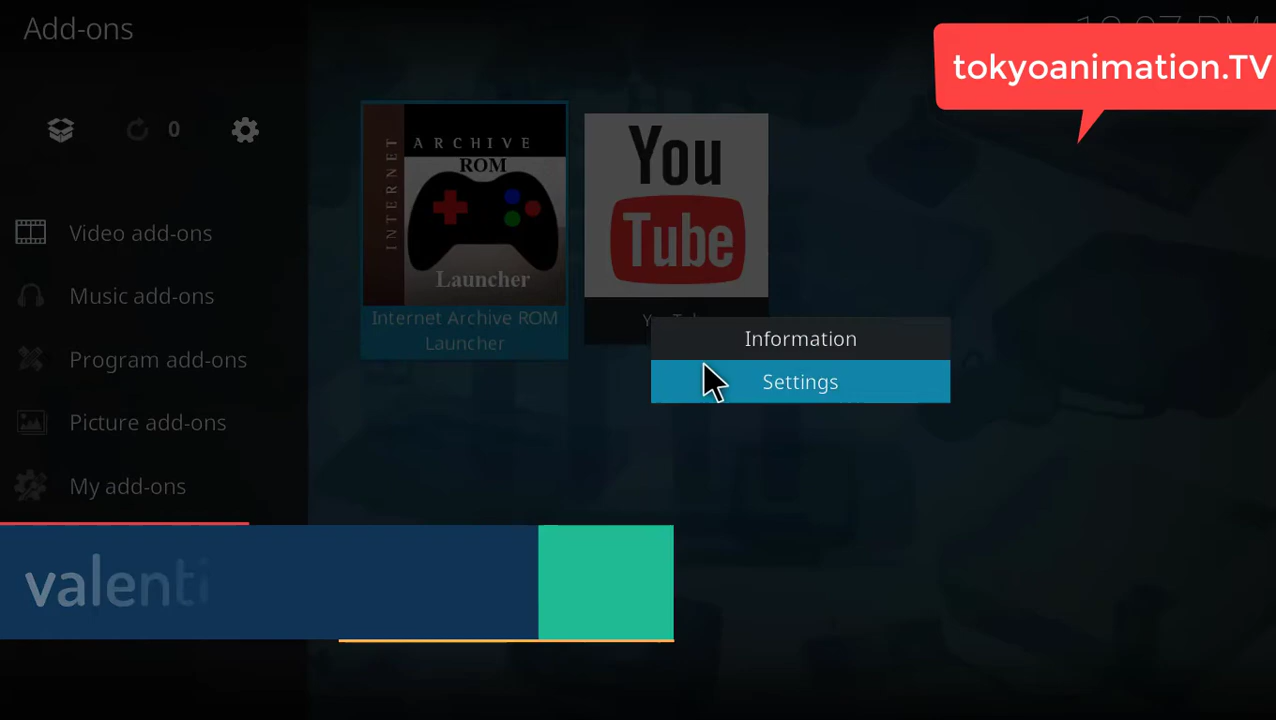 Add-ons
tokyoanimation.TV
0
INTERNET
ARCHIVE
ROM
Launcher
You
Tube
Video add-ons
Music add-ons
Internet Archive ROM
Launcher
Information
Program add-ons
Settings
Picture add-ons
My add-ons
valenti